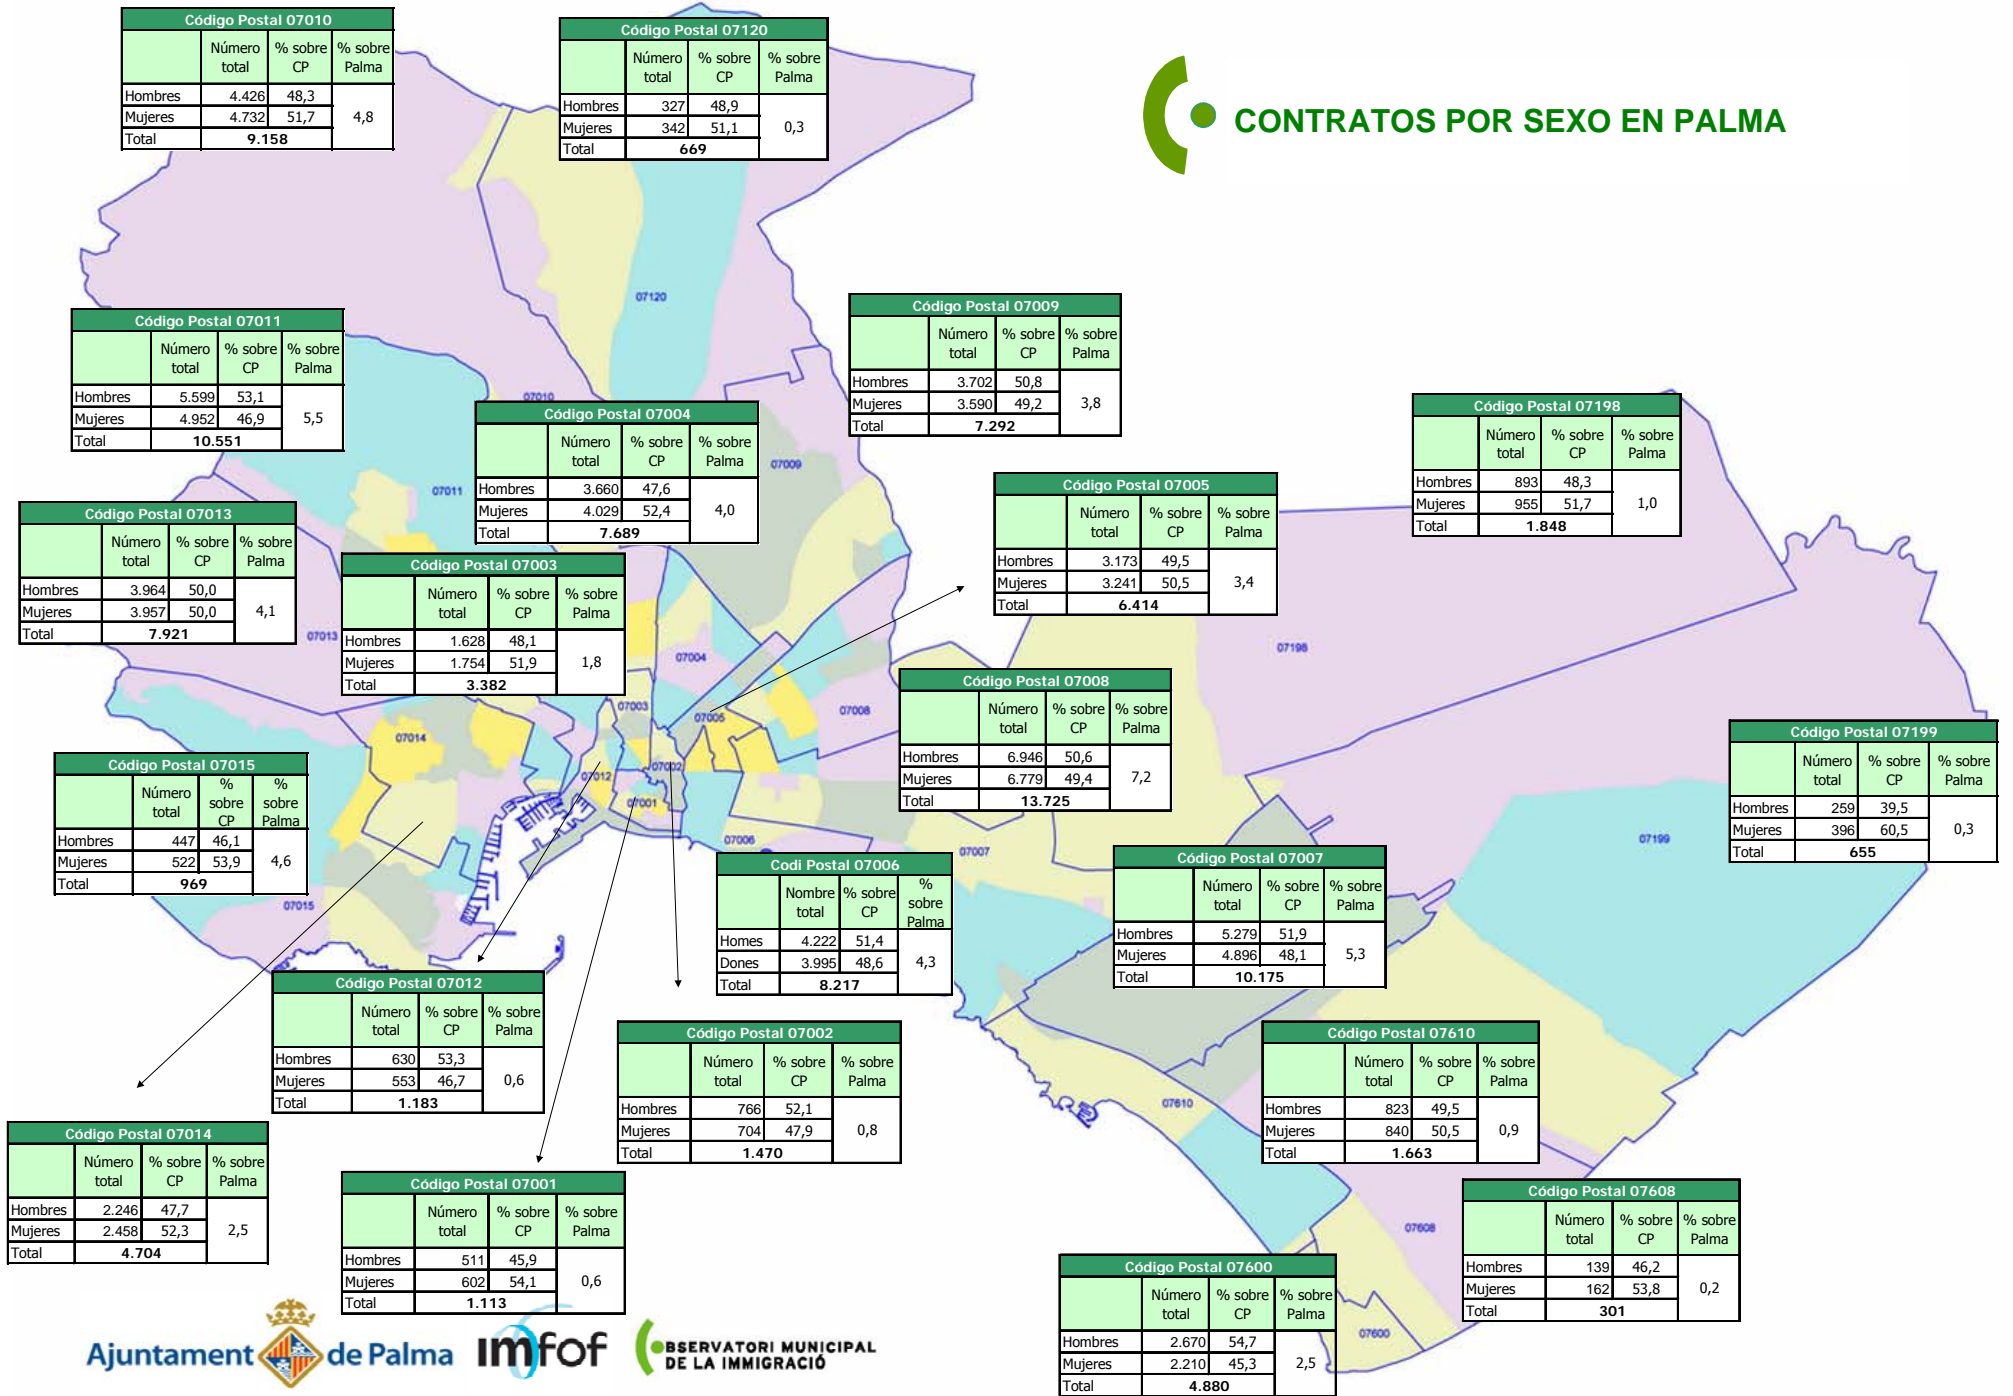 CONTRATOS POR SEXO EN PALMA
Código Postal 07010
Número total % sobre CP % sobre Palma
Hombres 4.426 48,3
Mujeres 4.732 51,7 4,8
Total 9.158
Código Postal 07120
Número total % sobre CP % sobre Palma
Hombres 327 48,9
Mujeres 342 51,1 0,3
Total 669
07120
Código Postal 07011
Número total % sobre CP % sobre Palma
Hombres 5.599 53,1
Mujeres 4.952 46,9 5,5
Total 10.551
07010
Código Postal 07009
Número total % sobre CP % sobre Palma
Hombres 3.702 50,8
Mujeres 3.590 49,2 3,8
Total 7.292
Código Postal 07004
Número total % sobre CP % sobre Palma
Hombres 3.660 47,6
Mujeres 4.029 52,4 4,0
Total 7.689
07009
07011
Código Postal 07198
Número total % sobre CP % sobre Palma
Hombres 893 48,3
Mujeres 955 51,7 1,0
Total 1.848
Código Postal 07005
Número total % sobre CP % sobre Palma
Hombres 3.173 49,5
Mujeres 3.241 50,5 3,4
Total 6.414
Código Postal 07013
Número total % sobre CP % sobre Palma
Hombres 3.964 50,0
Mujeres 3.957 50,0 4,1
Total 7.921
07013
Código Postal 07003
Número total % sobre CP % sobre Palma
Hombres 1.628 48,1
Mujeres 1.754 51,9 1,8
Total 3.382
07004
07198
07003
07005
07008
Código Postal 07008
Número total % sobre CP % sobre Palma
Hombres 6.946 50,6
Mujeres 6.779 49,4 7,2
Total 13.725
07014
Código Postal 07199
Número total % sobre CP % sobre Palma
Hombres 259 39,5
Mujeres 396 60,5 0,3
Total 655
07199
Código Postal 07015
Número total % sobre CP % sobre Palma
Hombres 447 46,1
Mujeres 522 53,9 4,6
Total 969
07015
07012
07002
07001
07006
07007
Codi Postal 07006
Nombre total % sobre CP % sobre Palma
Homes 4.222 51,4
Dones 3.995 48,6 4,3
Total 8.217
Código Postal 07007
Número total % sobre CP % sobre Palma
Hombres 5.279 51,9
Mujeres 4.896 48,1 5,3
Total 10.175
Código Postal 07012
Número total % sobre CP % sobre Palma
Hombres 630 53,3
Mujeres 553 46,7 0,6
Total 1.183
Código Postal 07002
Número total % sobre CP % sobre Palma
Hombres 766 52,1
Mujeres 704 47,9 0,8
Total 1.470
07610
Código Postal 07610
Número total % sobre CP % sobre Palma
Hombres 823 49,5
Mujeres 840 50,5 0,9
Total 1.663
Código Postal 07014
Número total % sobre CP % sobre Palma
Hombres 2.246 47,7
Mujeres 2.458 52,3 2,5
Total 4.704
Código Postal 07001
Número total % sobre CP % sobre Palma
Hombres 511 45,9
Mujeres 602 54,1 0,6
Total 1.113
07608
Código Postal 07608
Número total % sobre CP % sobre Palma
Hombres 139 46,2
Mujeres 162 53,8 0,2
Total 301
Código Postal 07600
Número total % sobre CP % sobre Palma
Hombres 2.670 54,7
Mujeres 2.210 45,3 2,5
Total 4.880
07600
Ajuntament de Palma
imfof
OBSERVATORI MUNICIPAL
DE LA IMMIGRACIÓ